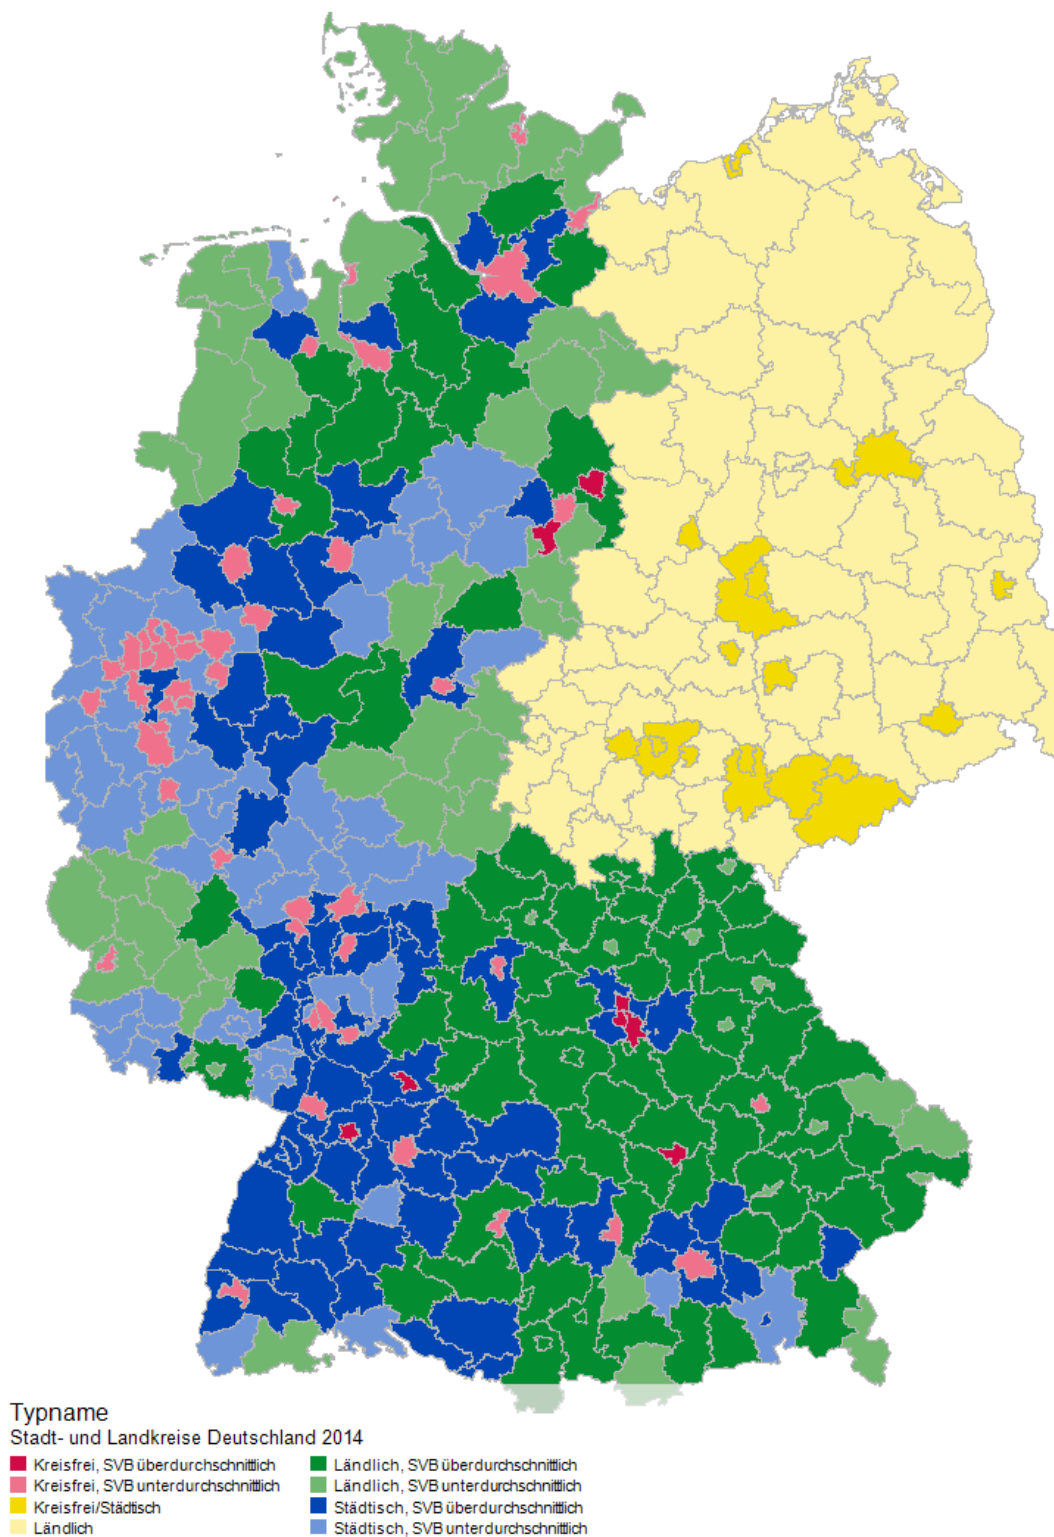 Typname
Stadt- und Landkreise Deutschland 2014
Kreisfrei, SVB überdurchschnittlich
Kreisfrei, SVB unterdurchschnittlich
Kreisfrei/Städtisch
Ländlich
Ländlich, SVB überdurchschnittlich
Ländlich, SVB unterdurchschnittlich
Städtisch, SVB überdurchschnittlich
Städtisch, SVB unterdurchschnittlich